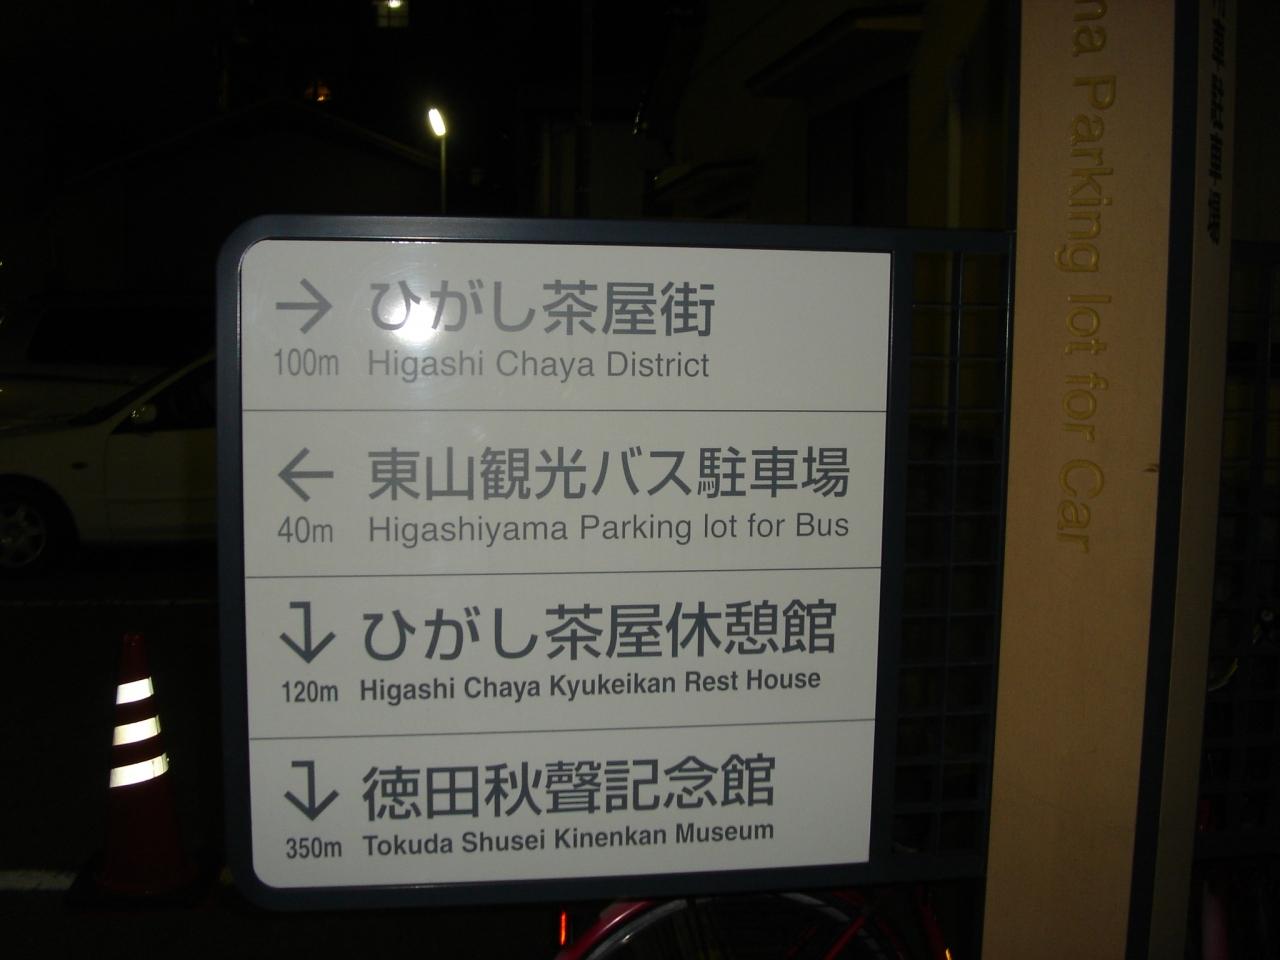 → ひがし茶屋街
100m Higashi Chaya District
← 東山観光バス駐車場
40m Higashiyama Parking lot for Bus
ひがし茶屋休憩館
120m Higashi Chaya Kyukeikan Rest House
徳田秋聲記念館
350m Tokuda Shusei Kinenkan Museum
Parking lot for Car